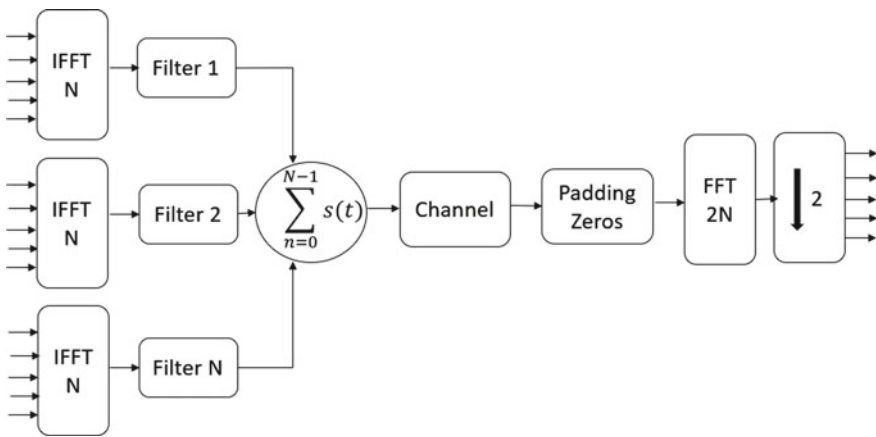 IFFT
N
Filter 1
IFFT
N
Filter 2
IFFT
N
Filter N
N−1
∑ s(t)
n=0
Channel
Padding
Zeros
FFT
2N
2